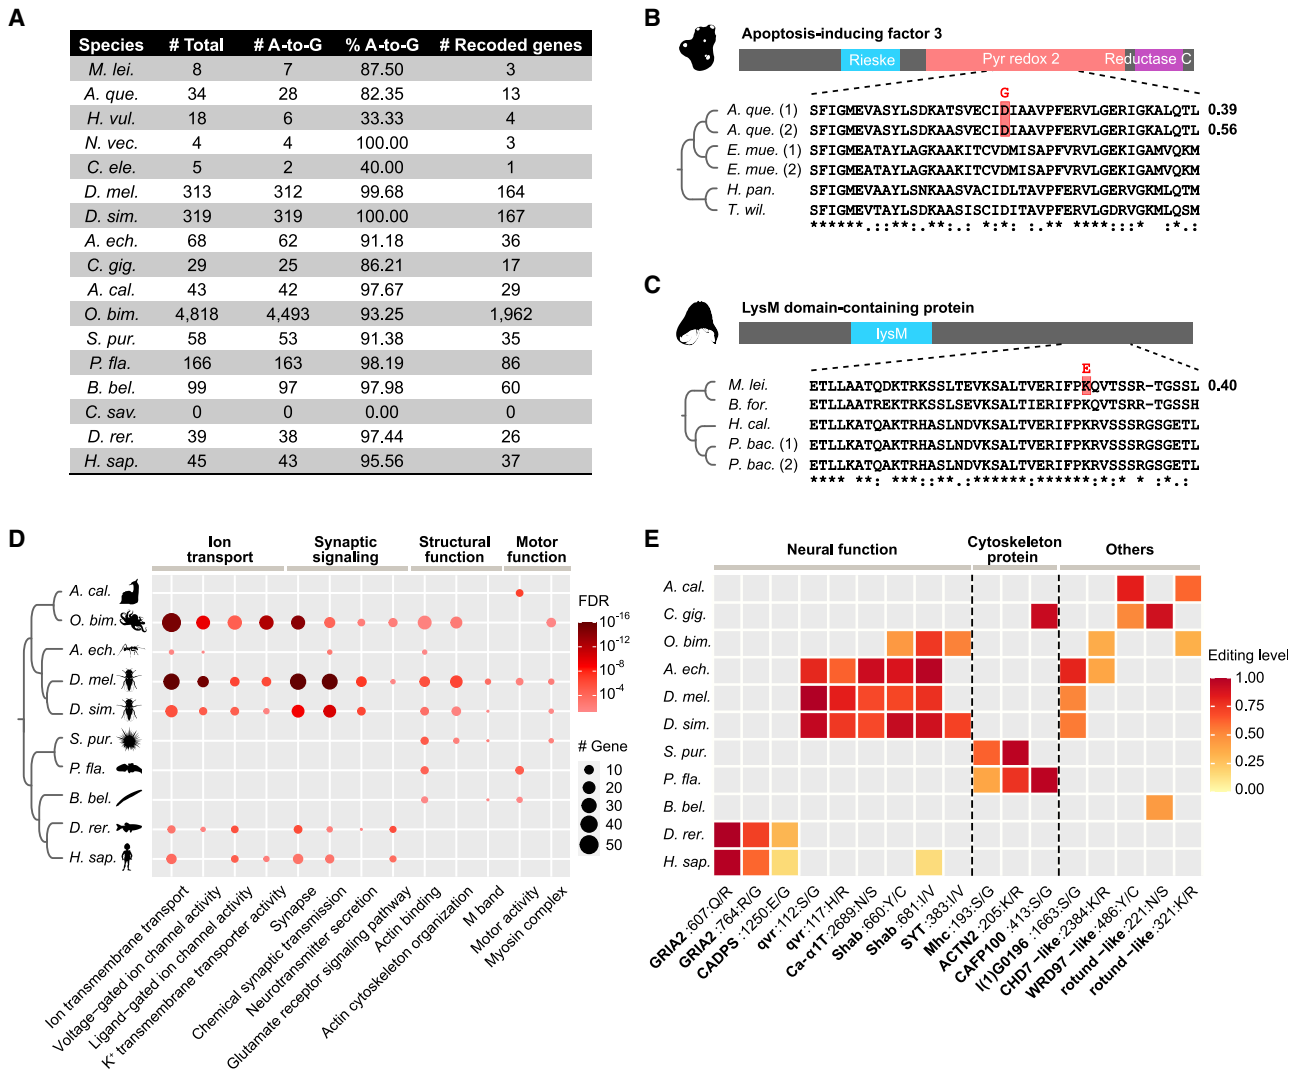 A
Species # Total # A-to-G % A-to-G # Recoded genes
M. lei. 8 7 87.50 3
A. que. 34 28 82.35 13
H. vul. 18 6 33.33 4
N. vec. 4 4 100.00 3
C. ele. 5 2 40.00 1
D. mel. 313 312 99.68 164
D. sim. 319 319 100.00 167
A. ech. 68 62 91.18 36
C. gig. 29 25 86.21 17
A. cal. 43 42 97.67 29
O. bim. 4,818 4,493 93.25 1,962
S. pur. 58 53 91.38 35
P. fla. 166 163 98.19 86
B. bel. 99 97 97.98 60
C. sav. 0 0 0.00 0
D. rer. 39 38 97.44 26
H. sap. 45 43 95.56 37
B
Apoptosis-inducing factor 3
Rieske Pyr redox 2 Reductase C
G
A. que. (1) SFIGMEVASYLSDKATSVECIDIAAVPFERVLGERIGKALQTL 0.39
A. que. (2) SFIGMEVASYLSDKATSVECIDIAAVPFERVLGERIGKALQTL 0.56
E. mue. (1) SFIGMEATAYLAGKAAKITCVDMISAPFVRVLGEKIGAMVQKM
E. mue. (2) SFIGMEATAYLAGKAAKITCVDMISAPFVRVLGEKIGAMVQKM
H. pan. SFIGMEVAAYLSNKAASVACIDLTAVPFERVLGERVGKMLQTM
T. wil. SFIGMEVTAYLSDKAASISCIDITAVPFERVLGDRVGKMLQSM
******.::**:.**:.::.*:*: :.*** *****.::*. :*.:
C
LysM domain-containing protein
lysM
E
M. lei. ETLLAATQDKTRKSSLTEVKSALTVERIFPKQVTSSR-TGSSL 0.40
B. for. ETLLAATREKTRKSSLSEVKSALTIERIFPKQVTSRR-TGSSH
H. cal. ETLLKATQAKTRHASLNDVKSALTVERIFPKRVSSSRGSGETL
P. bac. (1) ETLLKATQAKTRHASLNDVKSALTVERIFPKRVSSSRGSGETL
P. bac. (2) ETLLKATQAKTRHASLNDVKSALTIERIFPKRVSSSRGSGETL
**** **: ***::**.:******:******:*:* * :*.:
D
Ion transport Synaptic signaling Structural function Motor function
A. cal.
O. bim.
A. ech.
D. mel.
D. sim.
S. pur.
P. fla.
B. bel.
D. rer.
H. sap.
FDR
10-16
10-12
10-8
10-4
# Gene
10
20
30
40
50
Ion transmembrane transport
Voltage−gated ion channel activity
Ligand−gated ion channel activity
K+ transmembrane transporter activity
Synapse
Chemical synaptic transmission
Neurotransmitter secretion
Glutamate receptor signaling pathway
Actin binding
Actin cytoskeleton organization
M band
Motor activity
Myosin complex
E
Neural function Cytoskeleton protein Others
A. cal.
C. gig.
O. bim.
A. ech.
D. mel.
D. sim.
S. pur.
P. fla.
B. bel.
D. rer.
H. sap.
Editing level
1.00
0.75
0.50
0.25
0.00
GRIA2 :607:Q/R
GRIA2 :764:R/G
CADPS :1250:E/G
qvr :112:S/G
qvr :117:H/R
Ca-α1T :2689:N/S
Shab :660:Y/C
Shab :681:I/V
SYT :383:I/V
Mhc :193:S/G
ACTN2 :205:K/R
CAFP100 :413:S/G
l(1)G0196 :1663:S/G
CHD7 −like :2384:K/R
WRD97 −like :486:Y/C
rotund −like :221:N/S
rotund −like :321:K/R